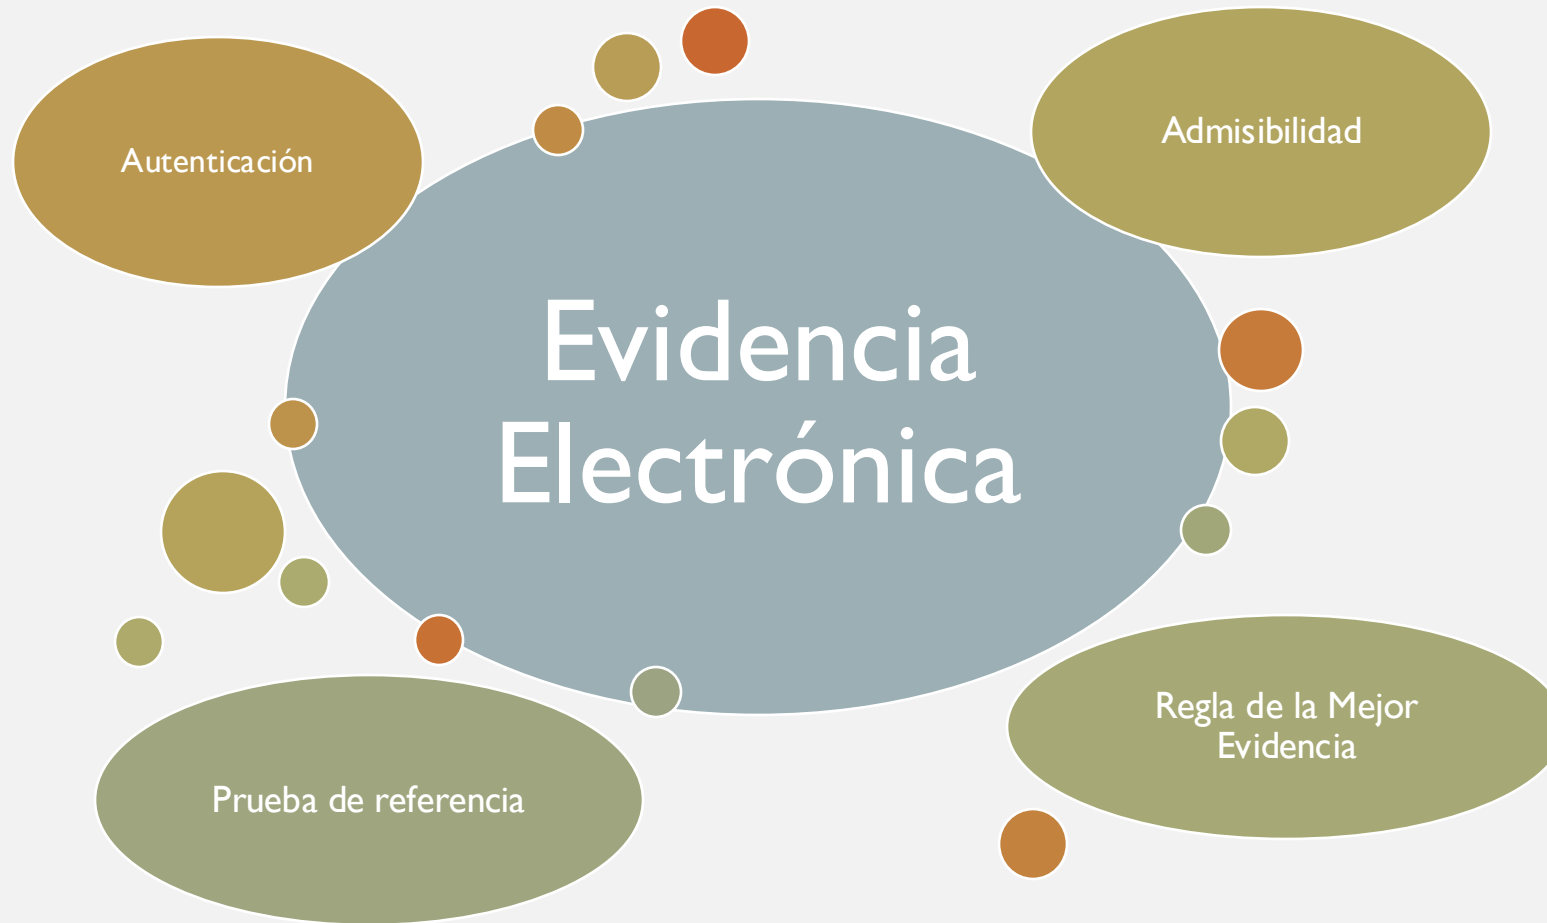 Autenticación
Admisibilidad
Evidencia
Electrónica
Prueba de referencia
Regla de la Mejor
Evidencia